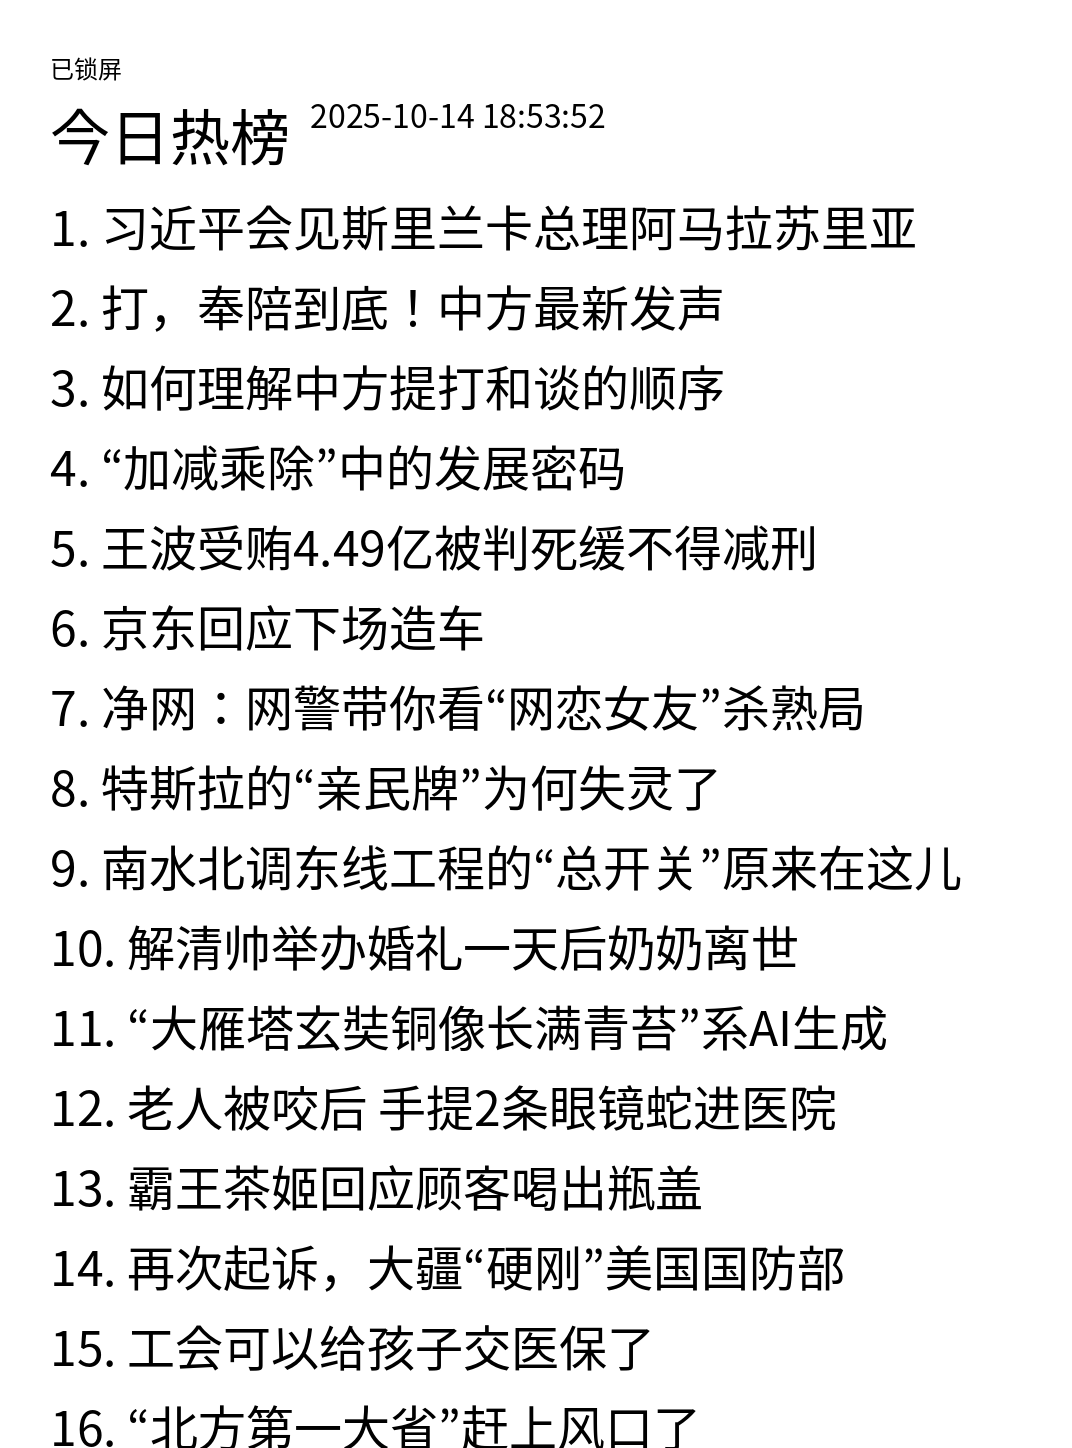 已锁屏
今日热榜 2025-10-14 18:53:52
1. 习近平会见斯里兰卡总理阿马拉苏里亚
2. 打，奉陪到底！中方最新发声
3. 如何理解中方提打和谈的顺序
4. “加减乘除”中的发展密码
5. 王波受贿4.49亿被判死缓不得减刑
6. 京东回应下场造车
7. 净网：网警带你看“网恋女友”杀熟局
8. 特斯拉的“亲民牌”为何失灵了
9. 南水北调东线工程的“总开关”原来在这儿
10. 解清帅举办婚礼一天后奶奶离世
11. “大雁塔玄奘铜像长满青苔”系AI生成
12. 老人被咬后 手提2条眼镜蛇进医院
13. 霸王茶姬回应顾客喝出瓶盖
14. 再次起诉，大疆“硬刚”美国国防部
15. 工会可以给孩子交医保了
16. “北方第一大省”赶上风口了